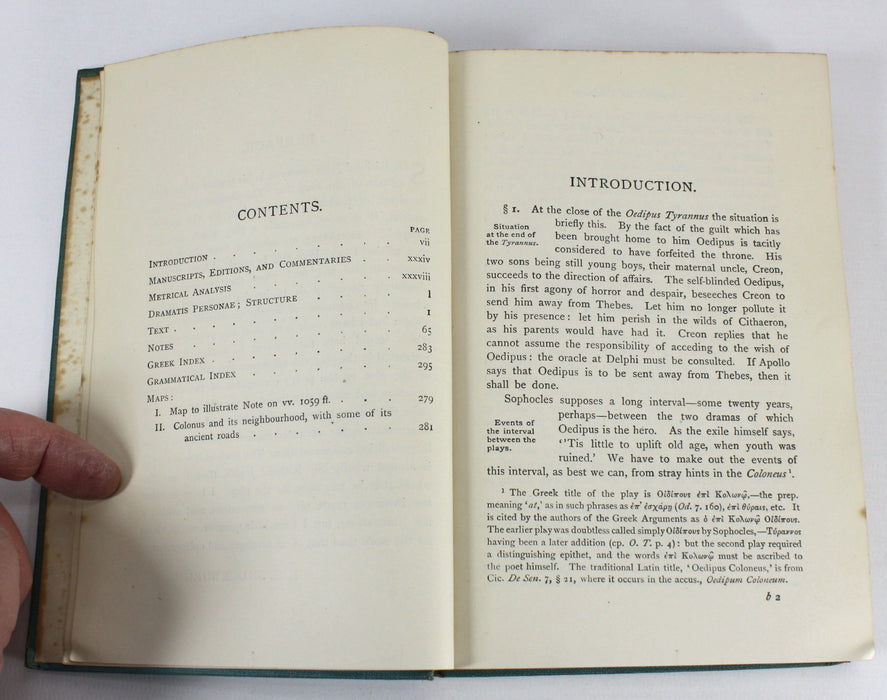 CONTENTS.
PAGE
INTRODUCTION . . . . . . . vii
MANUSCRIPTS, EDITIONS, AND COMMENTARIES . . xxxiv
METRICAL ANALYSIS . . . . . . xxxviii
DRAMATIS PERSONAE; STRUCTURE . . . . l
TEXT . . . . . . . . 1
NOTES . . . . . . . . 65
GREEK INDEX . . . . . . . 283
GRAMMATICAL INDEX . . . . . . 295
MAPS:
I. Map to illustrate Note on vv. 1059 ff. . . . 279
II. Colonus and its neighbourhood, with some of its
ancient roads . . . . . . 281
INTRODUCTION.
§ 1. At the close of the Oedipus Tyrannus the situation is
Situation
at the end of
the Tyrannus.
briefly this. By the fact of the guilt which has
been brought home to him Oedipus is tacitly
considered to have forfeited the throne. His
two sons being still young boys, their maternal uncle, Creon,
succeeds to the direction of affairs. The self-blinded Oedipus,
in his first agony of horror and despair, beseeches Creon to
send him away from Thebes. Let him no longer pollute it
by his presence: let him perish in the wilds of Cithaeron,
as his parents would have had it. Creon replies that he
cannot assume the responsibility of acceding to the wish of
Oedipus: the oracle at Delphi must be consulted. If Apollo
says that Oedipus is to be sent away from Thebes, then it
shall be done.
Sophocles supposes a long interval—some twenty years,
Events of
the interval
between the
plays.
perhaps—between the two dramas of which
Oedipus is the hero. As the exile himself says,
‘'Tis little to uplift old age, when youth was
ruined.’ We have to make out the events of
this interval, as best we can, from stray hints in the Coloneus¹.
¹ The Greek title of the play is Οἰδίπους ἐπὶ Κολωνῷ,—the prep.
meaning ‘at,’ as in such phrases as ἐπ’ ἐσχάρῃ (Od. 7. 160), ἐπὶ θύραις, etc. It
is cited by the authors of the Greek Arguments as ὁ ἐπὶ Κολωνῷ Οἰδίπους.
The earlier play was doubtless called simply Οἰδίπους by Sophocles,—Τύραννος
having been a later addition (cp. O. T. p. 4): but the second play required
a distinguishing epithet, and the words ἐπὶ Κολωνῷ must be ascribed to
the poet himself. The traditional Latin title, ‘Oedipus Coloneus,’ is from
Cic. De Sen. 7, § 21, where it occurs in the accus., Oedipum Coloneum.
b 2